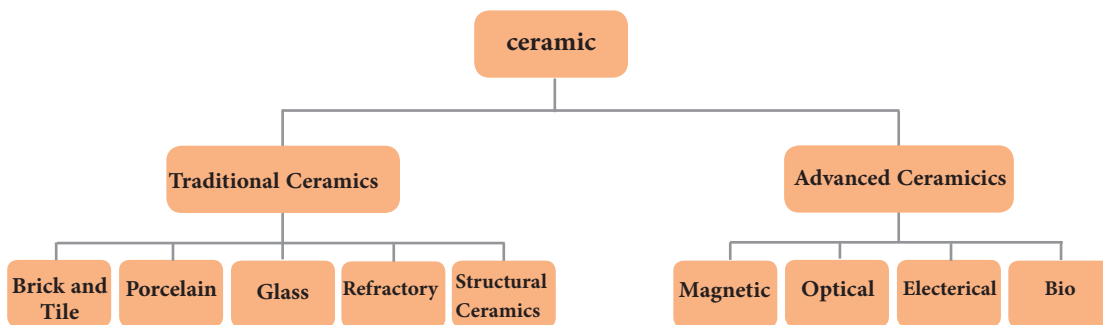 ceramic
Traditional Ceramics
Advanced Ceramicics
Brick and
Tile
Porcelain
Glass
Refractory
Structural
Ceramics
Magnetic
Optical
Electerical
Bio